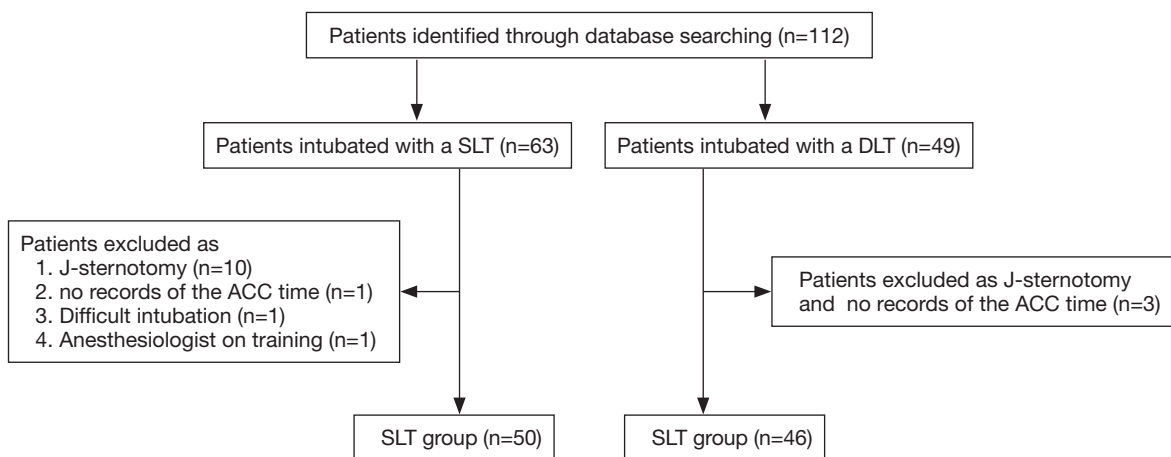 Patients identified through database searching (n=112)
Patients intubated with a SLT (n=63)
Patients intubated with a DLT (n=49)
Patients excluded as
1. J-sternotomy (n=10)
2. no records of the ACC time (n=1)
3. Difficult intubation (n=1)
4. Anesthesiologist on training (n=1)
Patients excluded as J-sternotomy
and no records of the ACC time (n=3)
SLT group (n=50)
SLT group (n=46)